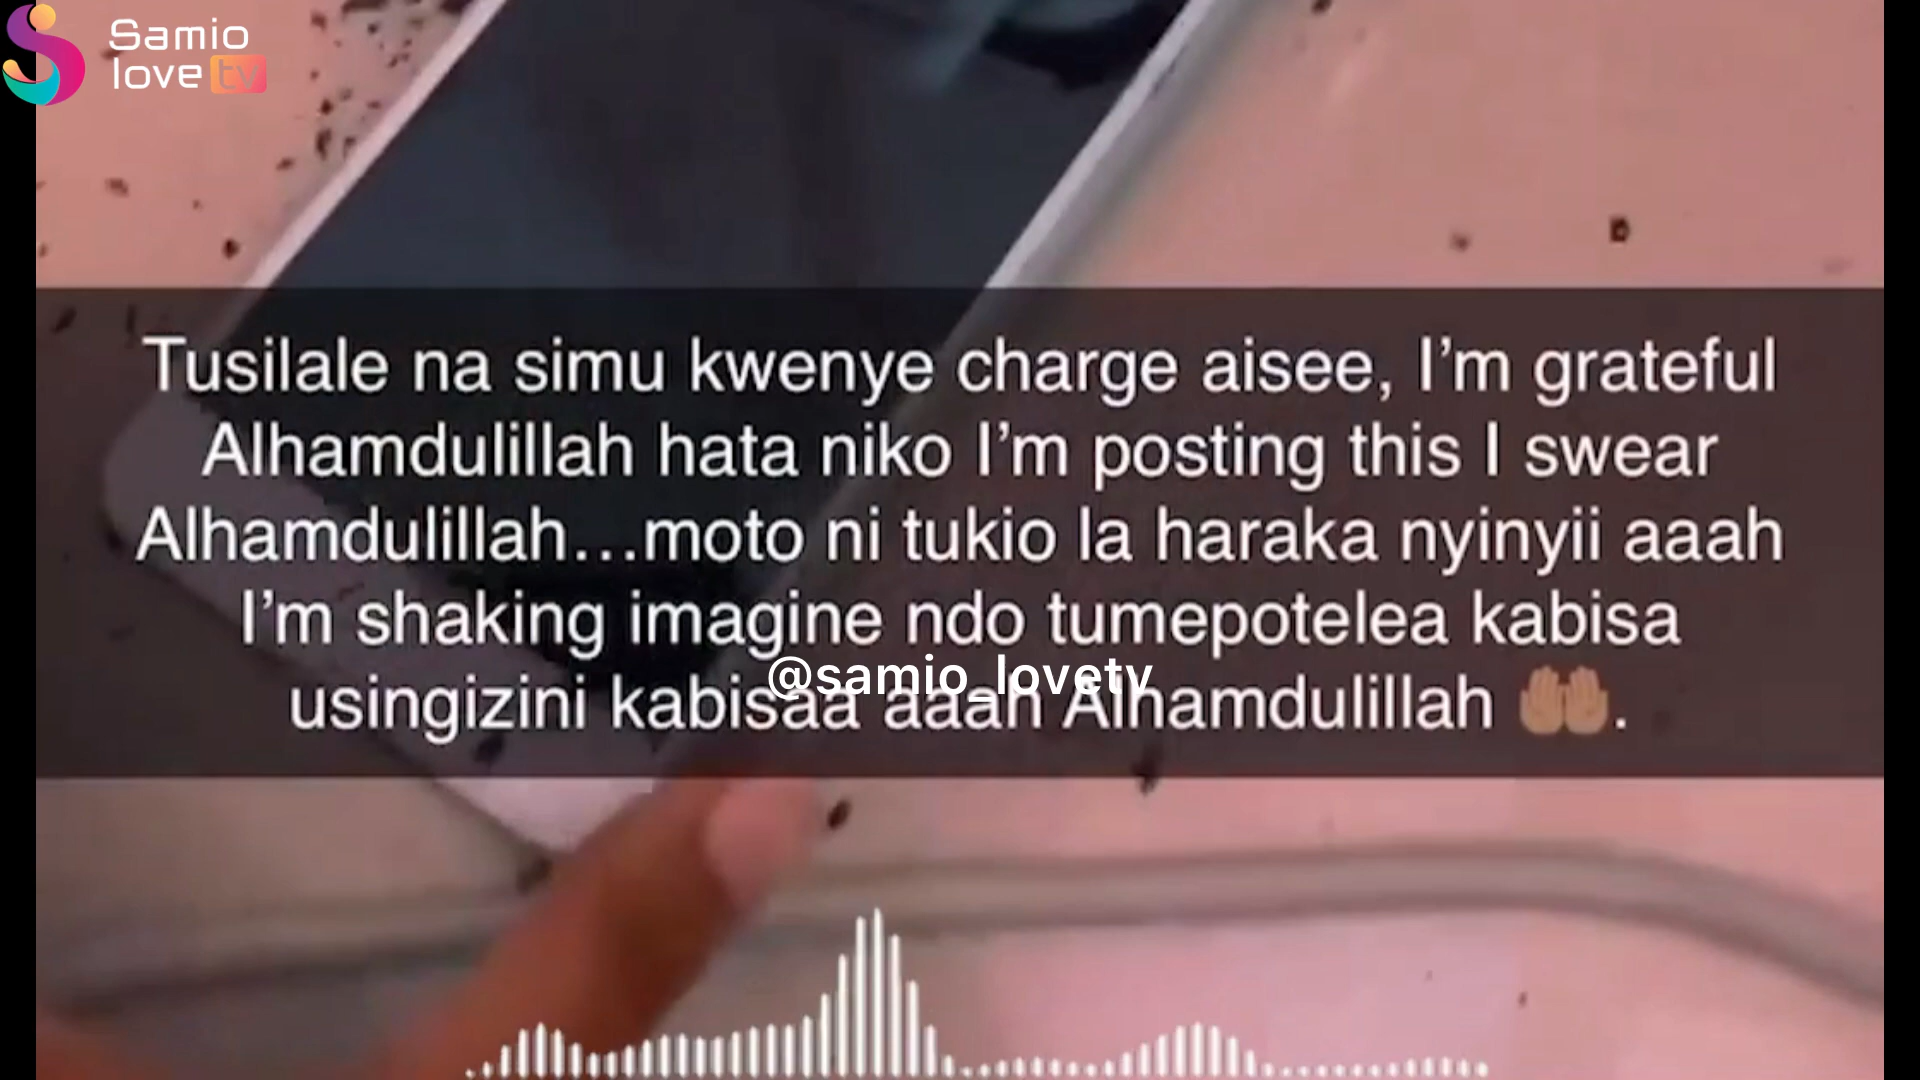 Samio
love tv
Tusilale na simu kwenye charge aisee, I'm grateful
Alhamdulillah hata niko I'm posting this I swear
Alhamdulillah...moto ni tukio la haraka nyinyii aaah
I'm shaking imagine ndo tumepotelea kabisa
@samio_lovetv
usingizini kabisaa aaah Alhamdulillah 🤲🏽.